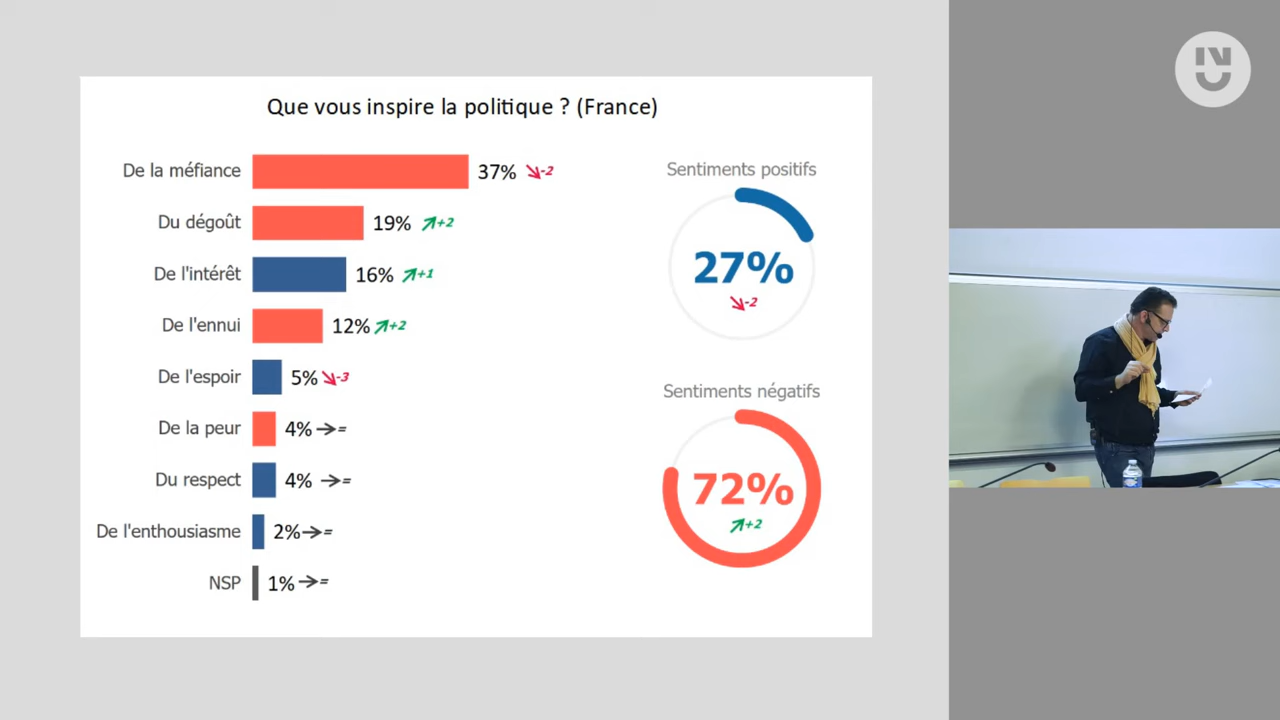 Que vous inspire la politique ? (France)
De la méfiance 37% -2
Du dégoût 19% +2
De l'intérêt 16% +1
De l'ennui 12% +2
De l'espoir 5% -3
De la peur 4% =
Du respect 4% =
De l'enthousiasme 2% =
NSP 1% =
Sentiments positifs
27%
-2
Sentiments négatifs
72%
+2